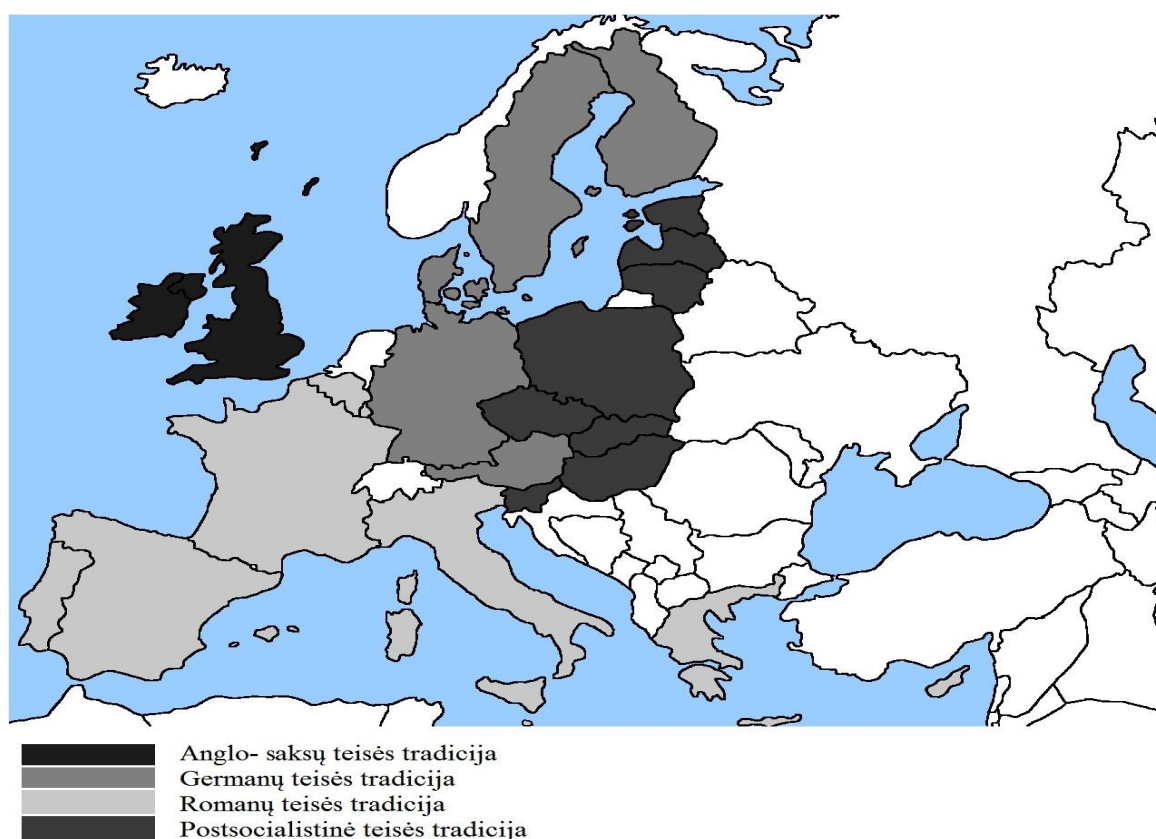 Anglo- saksų teisės tradicija
Germanų teisės tradicija
Romanų teisės tradicija
Postsocialistinė teisės tradicija